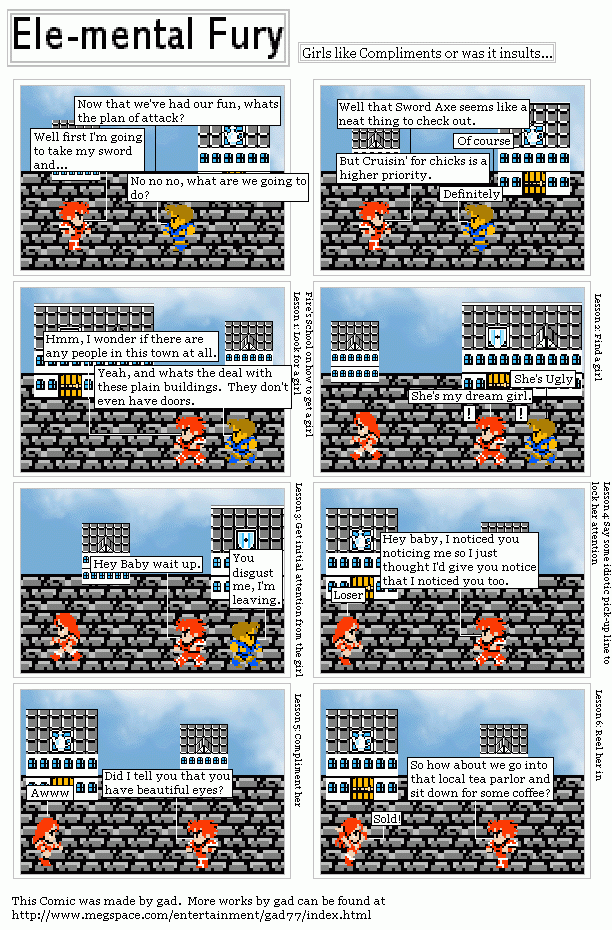 Ele-mental Fury
Girls like Compliments or was it insults...
Now that we've had our fun, whats
the plan of attack?
Well first I'm going
to take my sword
and...
No no no, what are we going to
do?
Well that Sword Axe seems like a
neat thing to check out.
Of course
But Cruisin' for chicks is a
higher priority.
Definitely
Hmm, I wonder if there are
any people in this town at all.
Yeah, and whats the deal with
these plain buildings. They don't
even have doors.
Fire's School on how to get a girl
Lesson 1: Look for a girl
She's Ugly
She's my dream girl.
!
!
Lesson 2: Find a girl
Hey Baby wait up.
You
disgust
me, I'm
leaving.
Lesson 3: Get initial attention from the girl
Hey baby, I noticed you
noticing me so I just
thought I'd give you notice
that I noticed you too.
Loser
Lesson 4: Say some idiotic pick-up line to
lock her attention
Did I tell you that you
have beautiful eyes?
Awww
Lesson 5: Compliment her
So how about we go into
that local tea parlor and
sit down for some coffee?
Sold!
Lesson 6: Reel her in
This Comic was made by gad. More works by gad can be found at
http://www.megspace.com/entertainment/gad77/index.html